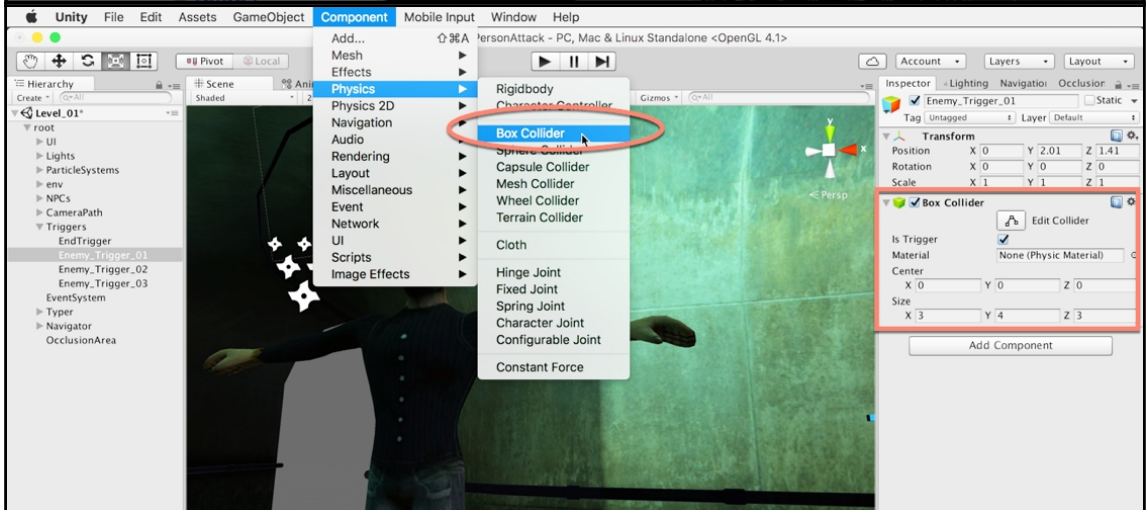 Unity File Edit Assets GameObject Component Mobile Input Window Help
PersonAttack - PC, Mac & Linux Standalone <OpenGL 4.1>
Pivot Local Account Layers Layout
Hierarchy
Create All
Level_01*
root
UI
Lights
ParticleSystems
env
NPCs
CameraPath
Triggers
EndTrigger
Enemy_Trigger_01
Enemy_Trigger_02
Enemy_Trigger_03
EventSystem
Typer
Navigator
OcclusionArea
Scene
Shaded 2
Gizmos All
y
x
Persp
Add... ⇧⌘A
Mesh
Effects
Physics
Physics 2D
Navigation
Audio
Rendering
Layout
Miscellaneous
Event
Network
UI
Scripts
Image Effects
Rigidbody
Character Controller
Box Collider
Sphere Collider
Capsule Collider
Mesh Collider
Wheel Collider
Terrain Collider
Cloth
Hinge Joint
Fixed Joint
Spring Joint
Character Joint
Configurable Joint
Constant Force
Inspector Lighting
Enemy_Trigger_01 Static
Tag Untagged Layer Default
Transform
Position X 0 Y 2.01 Z 1.41
Rotation X 0 Y 0 Z 0
Scale X 1 Y 1 Z 1
Box Collider
Edit Collider
Is Trigger
Material None (Physic Material)
Center
X 0 Y 0 Z 0
Size
X 3 Y 4 Z 3
Add Component